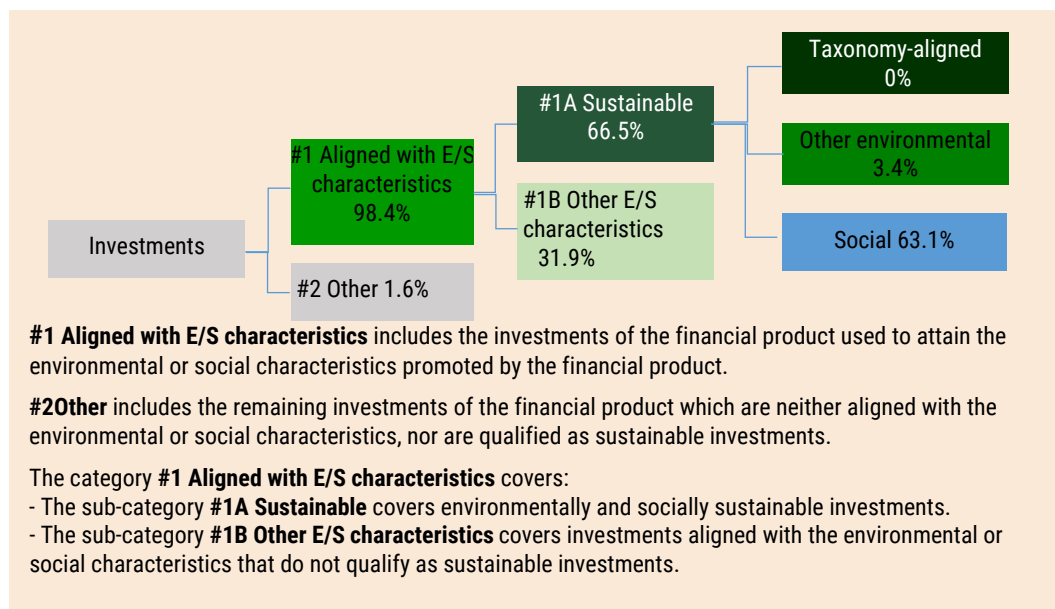 Investments
#1 Aligned with E/S
characteristics
98.4%
#2 Other 1.6%
#1A Sustainable
66.5%
#1B Other E/S
characteristics
31.9%
Taxonomy-aligned
0%
Other environmental
3.4%
Social 63.1%
#1 Aligned with E/S characteristics includes the investments of the financial product used to attain the
environmental or social characteristics promoted by the financial product.
#2Other includes the remaining investments of the financial product which are neither aligned with the
environmental or social characteristics, nor are qualified as sustainable investments.
The category #1 Aligned with E/S characteristics covers:
- The sub-category #1A Sustainable covers environmentally and socially sustainable investments.
- The sub-category #1B Other E/S characteristics covers investments aligned with the environmental or
social characteristics that do not qualify as sustainable investments.